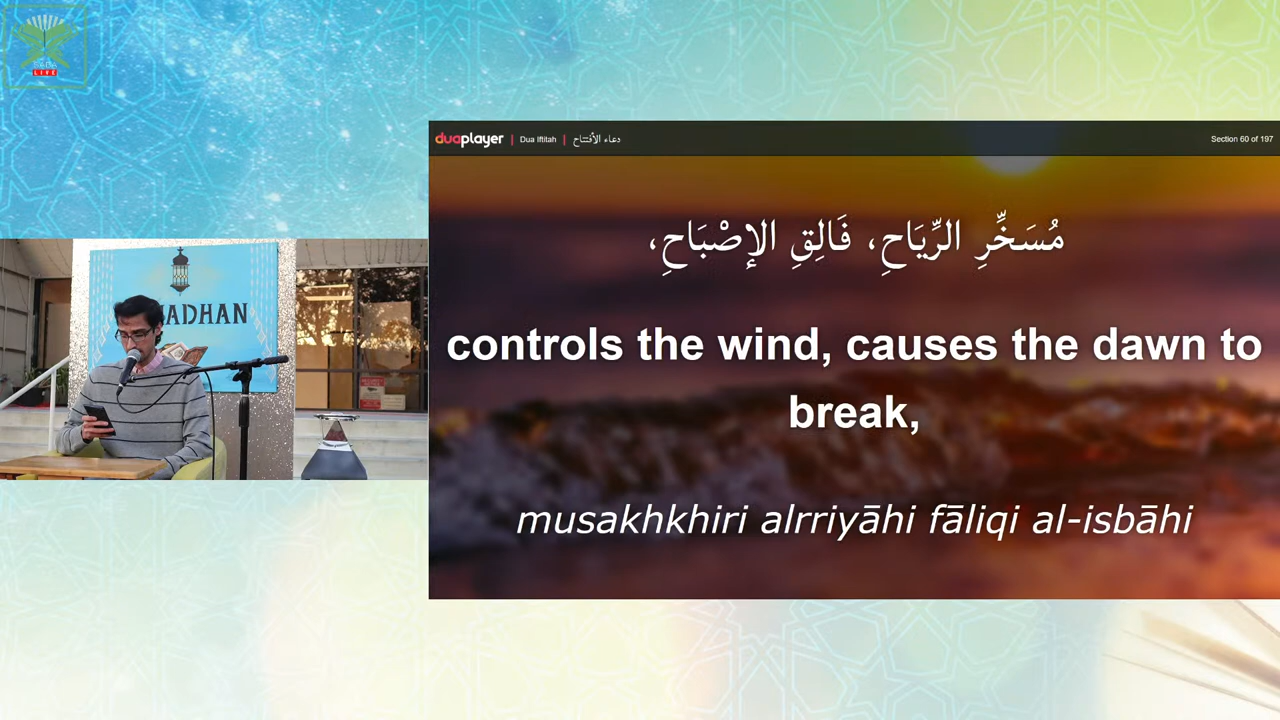 LIVE
duaplayer | Dua Iftitah | دعاء الأفتتاح
Section 60 of 197
مُسَخِّرِ الرِّيَاحِ، فَالِقِ الإِصْبَاحِ،
controls the wind, causes the dawn to
break,
musakhkhiri alrriyāhi fāliqi al-isbāhi
ADHAN